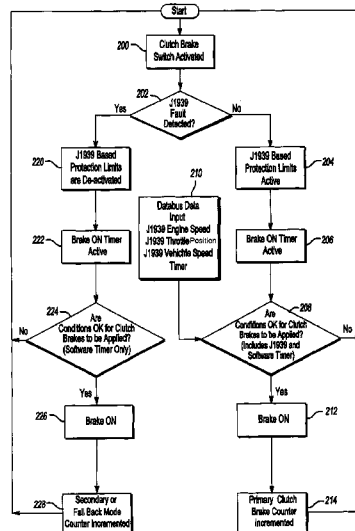 Start
200
Clutch Brake
Switch Activated
202
J1939
Fault
Detected?
Yes
No
220
J1939 Based
Protection Limits
are De-activated
210
Databus Data
Input
J1939 Engine Speed
J1939 Throttle Position
J1939 Vehichle Speed
Timer
J1939 Based
Protection Limits
Active
204
222
Brake ON Timer
Active
Brake ON Timer
Active
206
224
Are
Conditions OK for Clutch
Brakes to be Applied?
(Software Timer Only)
No
Yes
208
Are
Conditions OK for Clutch
Brakes to be Applied?
(Includes J1939 and
Software Timer)
No
Yes
226
Brake ON
Brake ON
212
228
Secondary or
Fall Back Mode
Counter Incremented
Primary Clutch
Brake Counter
Incremented
214